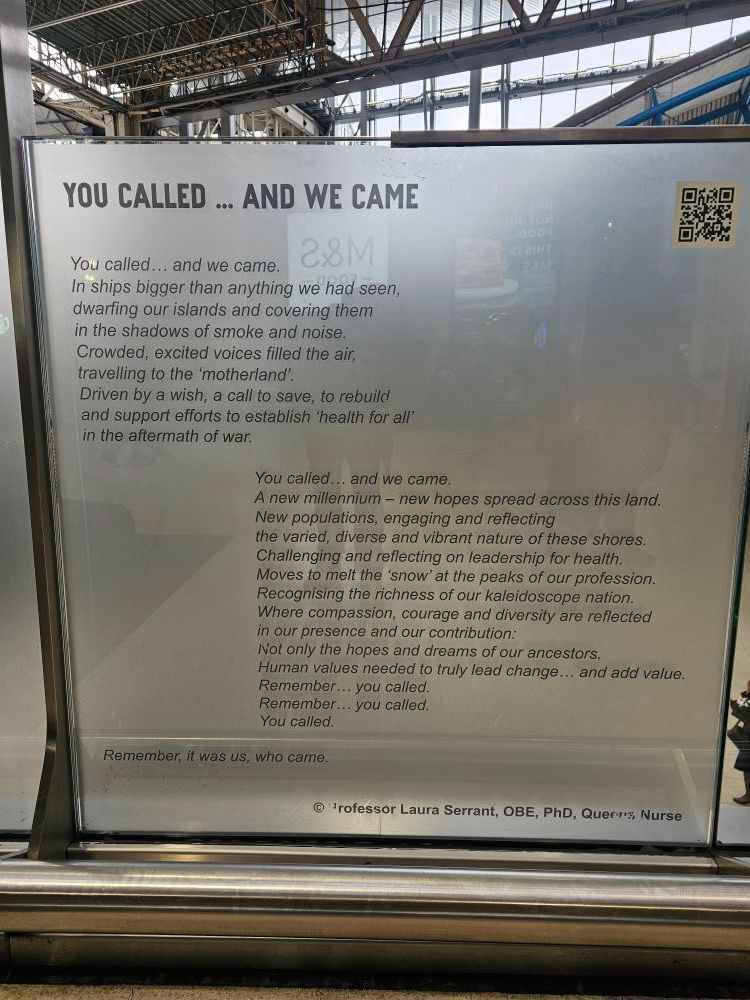 YOU CALLED ... AND WE CAME
You called... and we came.
In ships bigger than anything we had seen,
dwarfing our islands and covering them
in the shadows of smoke and noise.
Crowded, excited voices filled the air,
travelling to the ‘motherland’.
Driven by a wish, a call to save, to rebuild
and support efforts to establish ‘health for all’
in the aftermath of war.
You called... and we came.
A new millennium – new hopes spread across this land.
New populations, engaging and reflecting
the varied, diverse and vibrant nature of these shores.
Challenging and reflecting on leadership for health.
Moves to melt the ‘snow’ at the peaks of our profession.
Recognising the richness of our kaleidoscope nation.
Where compassion, courage and diversity are reflected
in our presence and our contribution:
Not only the hopes and dreams of our ancestors.
Human values needed to truly lead change... and add value.
Remember... you called.
Remember... you called.
You called.
Remember, it was us, who came.
© Professor Laura Serrant, OBE, PhD, Queens Nurse
M&S
FOOD
THIS IS
NOT JUST
FOOD
THIS IS
M&S